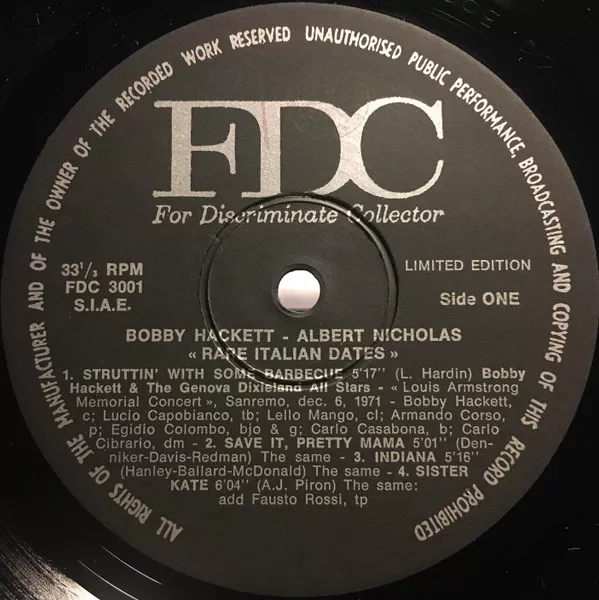 ALL RIGHTS OF THE MANUFACTURER AND OF THE OWNER OF THE RECORDED WORK RESERVED UNAUTHORISED PUBLIC PERFORMANCE, BROADCASTING AND COPYING OF THIS RECORD PROHIBITED
FDC
For Discriminate Collector
33 1/3 RPM
FDC 3001
S.I.A.E.
LIMITED EDITION
Side ONE
BOBBY HACKETT - ALBERT NICHOLAS
« RARE ITALIAN DATES »
1. STRUTTIN' WITH SOME BARBECUE 5'17'' (L. Hardin) Bobby
Hackett & The Genova Dixieland All Stars - « Louis Armstrong
Memorial Concert », Sanremo, dec. 6, 1971 - Bobby Hackett,
c; Lucio Capobianco, tb; Lello Mango, cl; Armando Corso,
p; Egidio Colombo, bjo & g; Carlo Casabona, b; Carlo
Cibrario, dm - 2. SAVE IT, PRETTY MAMA 5'01'' (Den-
niker-Davis-Redman) The same - 3. INDIANA 5'16''
(Hanley-Ballard-McDonald) The same - 4. SISTER
KATE 6'04'' (A.J. Piron) The same:
add Fausto Rossi, tp